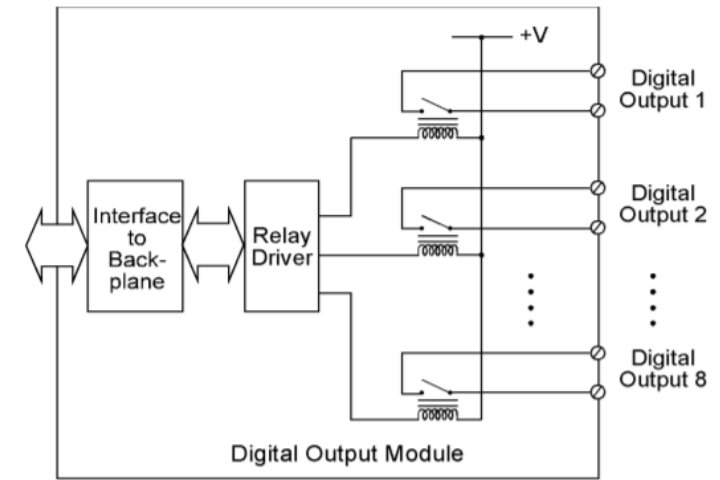 +V
Digital
Output 1
Digital
Output 2
Interface
to
Back-
plane
Relay
Driver
Digital
Output 8
Digital Output Module